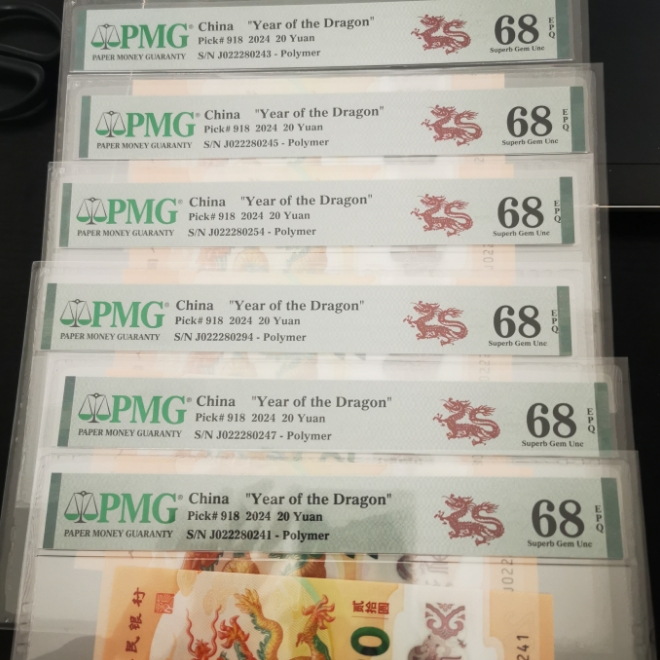 PMG®
PAPER MONEY GUARANTY
China "Year of the Dragon"
Pick# 918 2024 20 Yuan
S/N J022280243 - Polymer
68
EPQ
Superb Gem Unc
PMG®
PAPER MONEY GUARANTY
China "Year of the Dragon"
Pick# 918 2024 20 Yuan
S/N J022280245 - Polymer
68
EPQ
Superb Gem Unc
PMG®
PAPER MONEY GUARANTY
China "Year of the Dragon"
Pick# 918 2024 20 Yuan
S/N J022280254 - Polymer
68
EPQ
Superb Gem Unc
J022
PMG®
PAPER MONEY GUARANTY
China "Year of the Dragon"
Pick# 918 2024 20 Yuan
S/N J022280294 - Polymer
68
EPQ
Superb Gem Unc
PMG®
PAPER MONEY GUARANTY
China "Year of the Dragon"
Pick# 918 2024 20 Yuan
S/N J022280247 - Polymer
68
EPQ
Superb Gem Unc
PMG®
PAPER MONEY GUARANTY
China "Year of the Dragon"
Pick# 918 2024 20 Yuan
S/N J022280241 - Polymer
68
EPQ
Superb Gem Unc
J022
民银行
贰拾圆
0
241